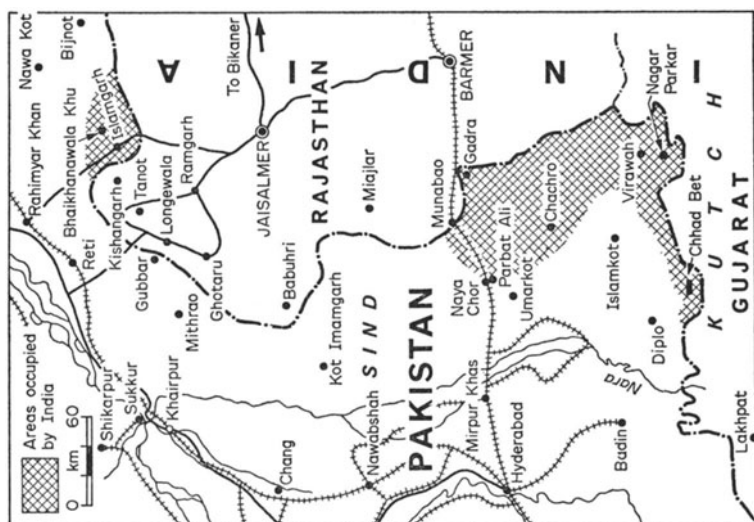 Areas occupied
by India
km
0
60
Shikarpur
Sukkur
Khairpur
Chang
Nawabshah
Mirpur Khas
Hyderabad
Badin
Lakhpat
Nara
Rahimyar Khan
Reti
Nawa Kot
Bijnot
Bhaikhanawala Khu
Islamgarh
Kishangarh
Tanot
Longewala
Ramgarh
Gubbar
Mithrao
Ghotaru
To Bikaner
JAISALMER
Babuhri
Kot Imamgarh
SIND
PAKISTAN
RAJASTHAN
Miajlar
Munabao
Gadra
BARMER
Naya
Chor
Parbat Ali
Umarkot
Chachro
Islamkot
Diplo
Virawah
Nagar
Parkar
Chhad Bet
KUTCH
GUJARAT
INDIA